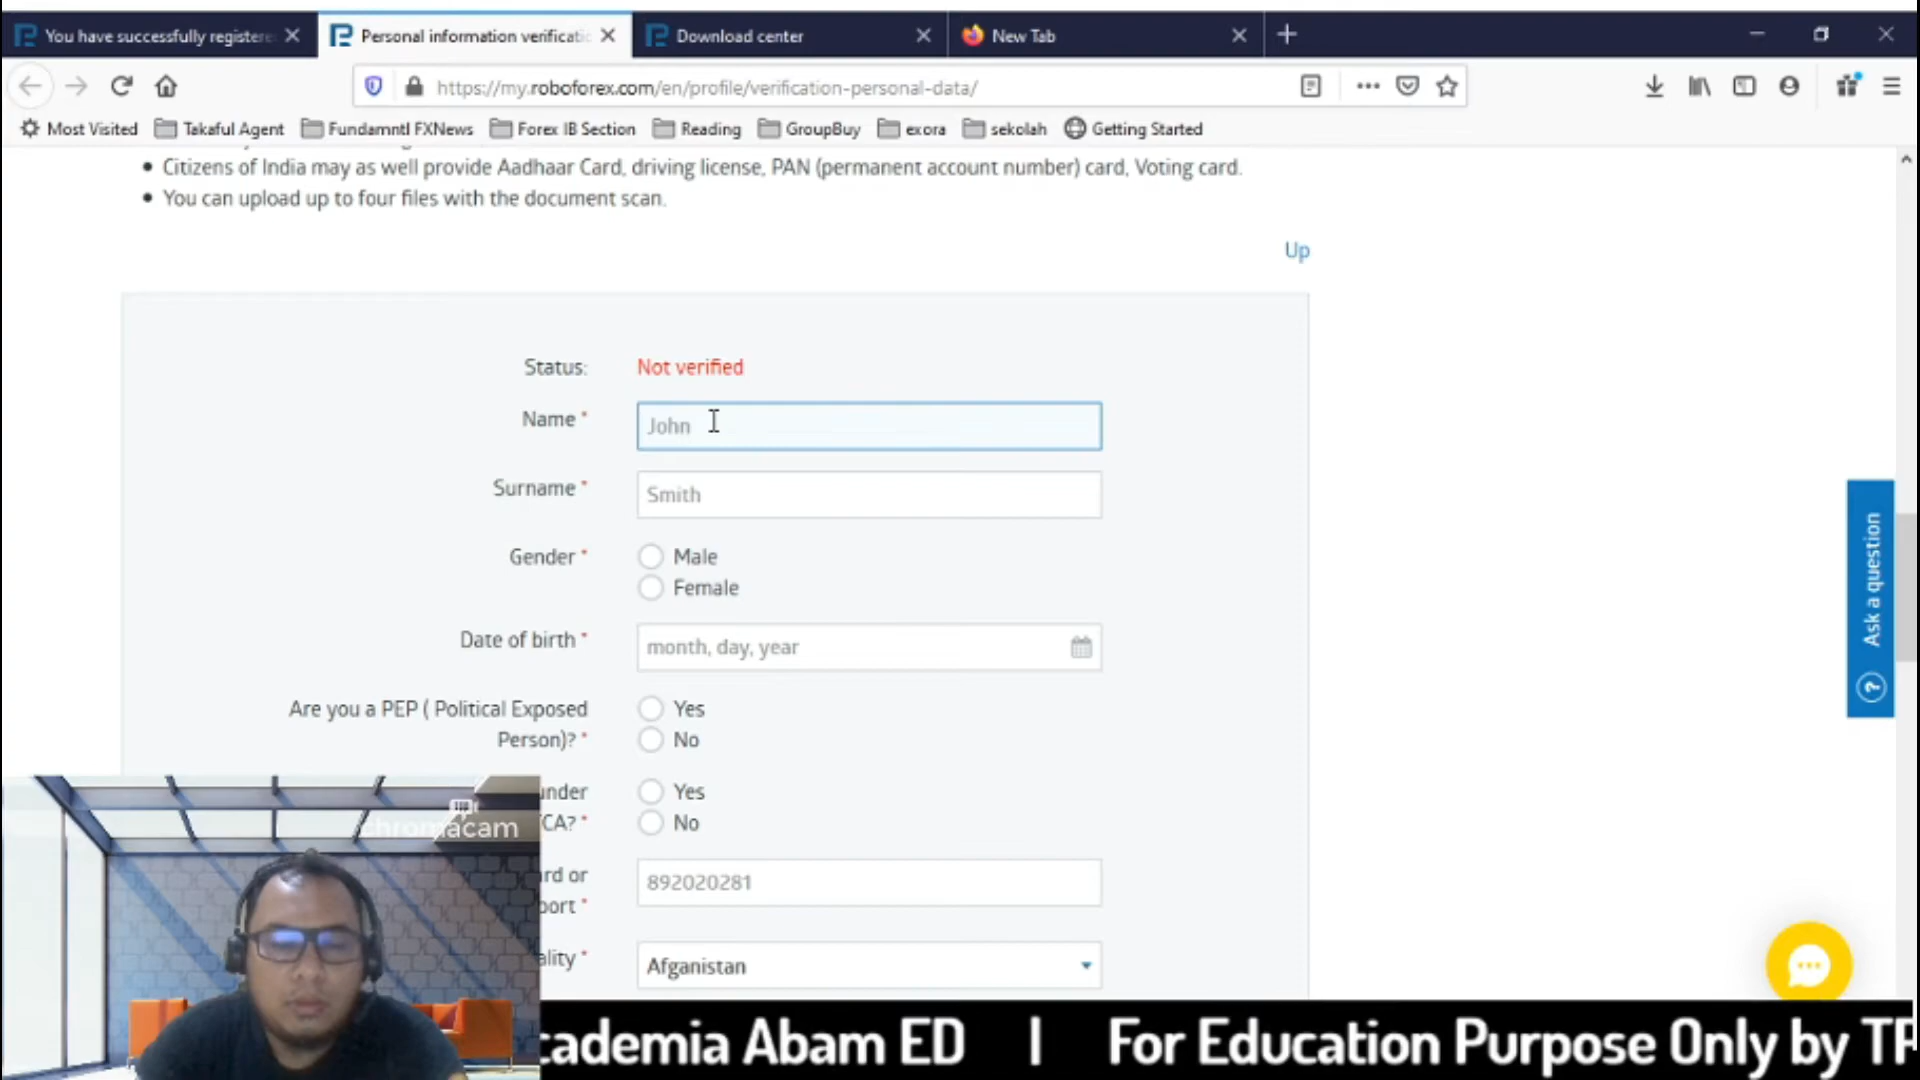 You have successfully registere
Personal information verificatic
Download center
New Tab
https://my.roboforex.com/en/profile/verification-personal-data/
Most Visited
Takaful Agent
Fundamntl FXNews
Forex IB Section
Reading
GroupBuy
exora
sekolah
Getting Started
• Citizens of India may as well provide Aadhaar Card, driving license, PAN (permanent account number) card, Voting card.
• You can upload up to four files with the document scan.
Up
Status: Not verified
Name * John
Surname * Smith
Gender * Male
Female
Date of birth * month, day, year
Are you a PEP ( Political Exposed Yes
Person)? * No
under Yes
CA? * No
rd or 892020281
port *
ality * Afganistan
Ask a question
chromacam
cademia Abam ED | For Education Purpose Only by TR